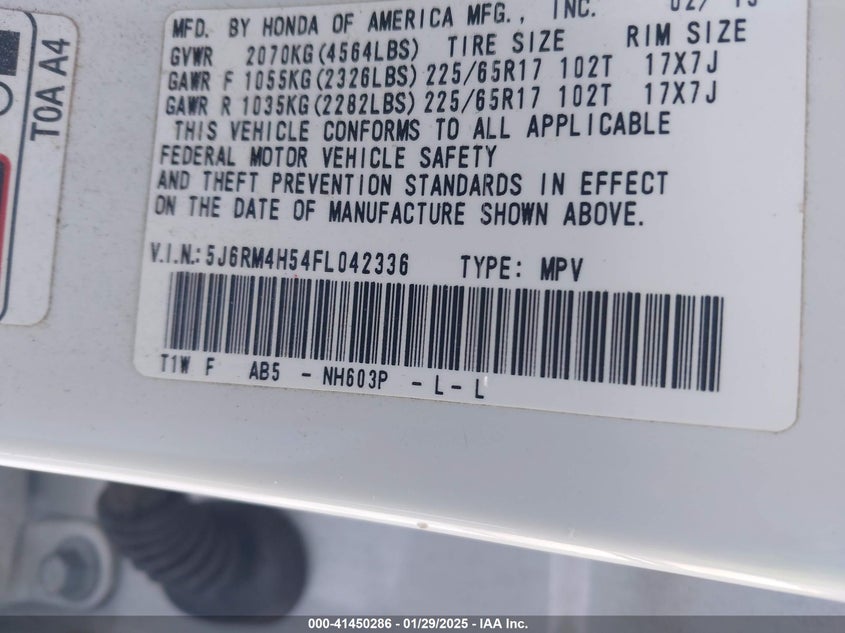 MFD. BY HONDA OF AMERICA MFG., INC.
GVWR 2070KG(4564LBS) TIRE SIZE RIM SIZE
GAWR F 1055KG(2326LBS) 225/65R17 102T 17X7J
GAWR R 1035KG(2282LBS) 225/65R17 102T 17X7J
THIS VEHICLE CONFORMS TO ALL APPLICABLE
FEDERAL MOTOR VEHICLE SAFETY
AND THEFT PREVENTION STANDARDS IN EFFECT
ON THE DATE OF MANUFACTURE SHOWN ABOVE.
V.I.N.: 5J6RM4H54FL042336 TYPE: MPV
T1W F AB5 - NH603P - L - L
T0A A4
000-41450286 - 01/29/2025 - IAA Inc.